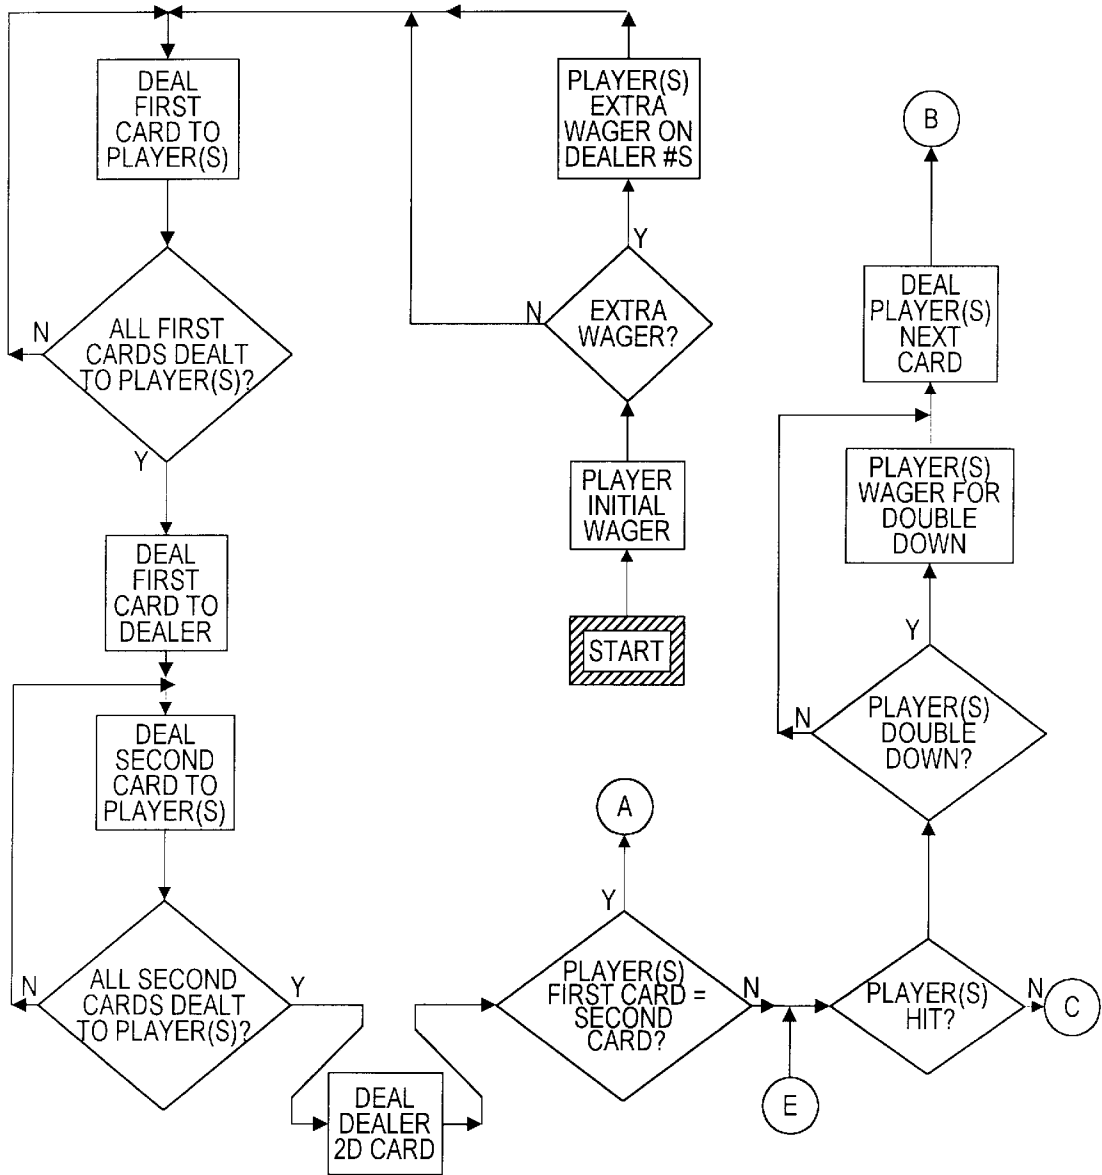 DEAL
FIRST
CARD TO
PLAYER(S)
PLAYER(S)
EXTRA
WAGER ON
DEALER #S
B
Y
N
EXTRA
WAGER?
DEAL
PLAYER(S)
NEXT
CARD
N
ALL FIRST
CARDS DEALT
TO PLAYER(S)?
Y
PLAYER
INITIAL
WAGER
PLAYER(S)
WAGER FOR
DOUBLE
DOWN
DEAL
FIRST
CARD TO
DEALER
START
Y
N
PLAYER(S)
DOUBLE
DOWN?
DEAL
SECOND
CARD TO
PLAYER(S)
A
Y
N
ALL SECOND
CARDS DEALT
TO PLAYER(S)?
Y
PLAYER(S)
FIRST CARD =
SECOND
CARD?
N
PLAYER(S)
HIT?
N
C
E
DEAL
DEALER
2D CARD